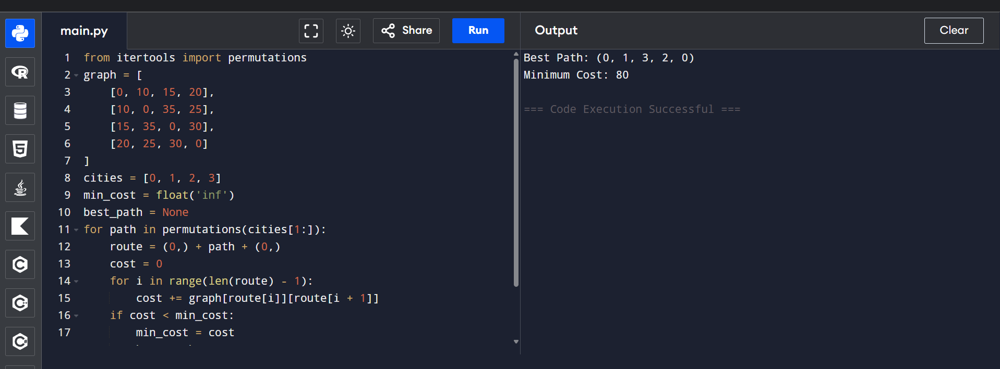 main.py
Share
Run
Output
Clear
1 from itertools import permutations
2 graph = [
3     [0, 10, 15, 20],
4     [10, 0, 35, 25],
5     [15, 35, 0, 30],
6     [20, 25, 30, 0]
7 ]
8 cities = [0, 1, 2, 3]
9 min_cost = float('inf')
10 best_path = None
11 for path in permutations(cities[1:]):
12     route = (0,) + path + (0,)
13     cost = 0
14     for i in range(len(route) - 1):
15         cost += graph[route[i]][route[i + 1]]
16     if cost < min_cost:
17         min_cost = cost
Best Path: (0, 1, 3, 2, 0)
Minimum Cost: 80
=== Code Execution Successful ===
R
5
C
C++
C#